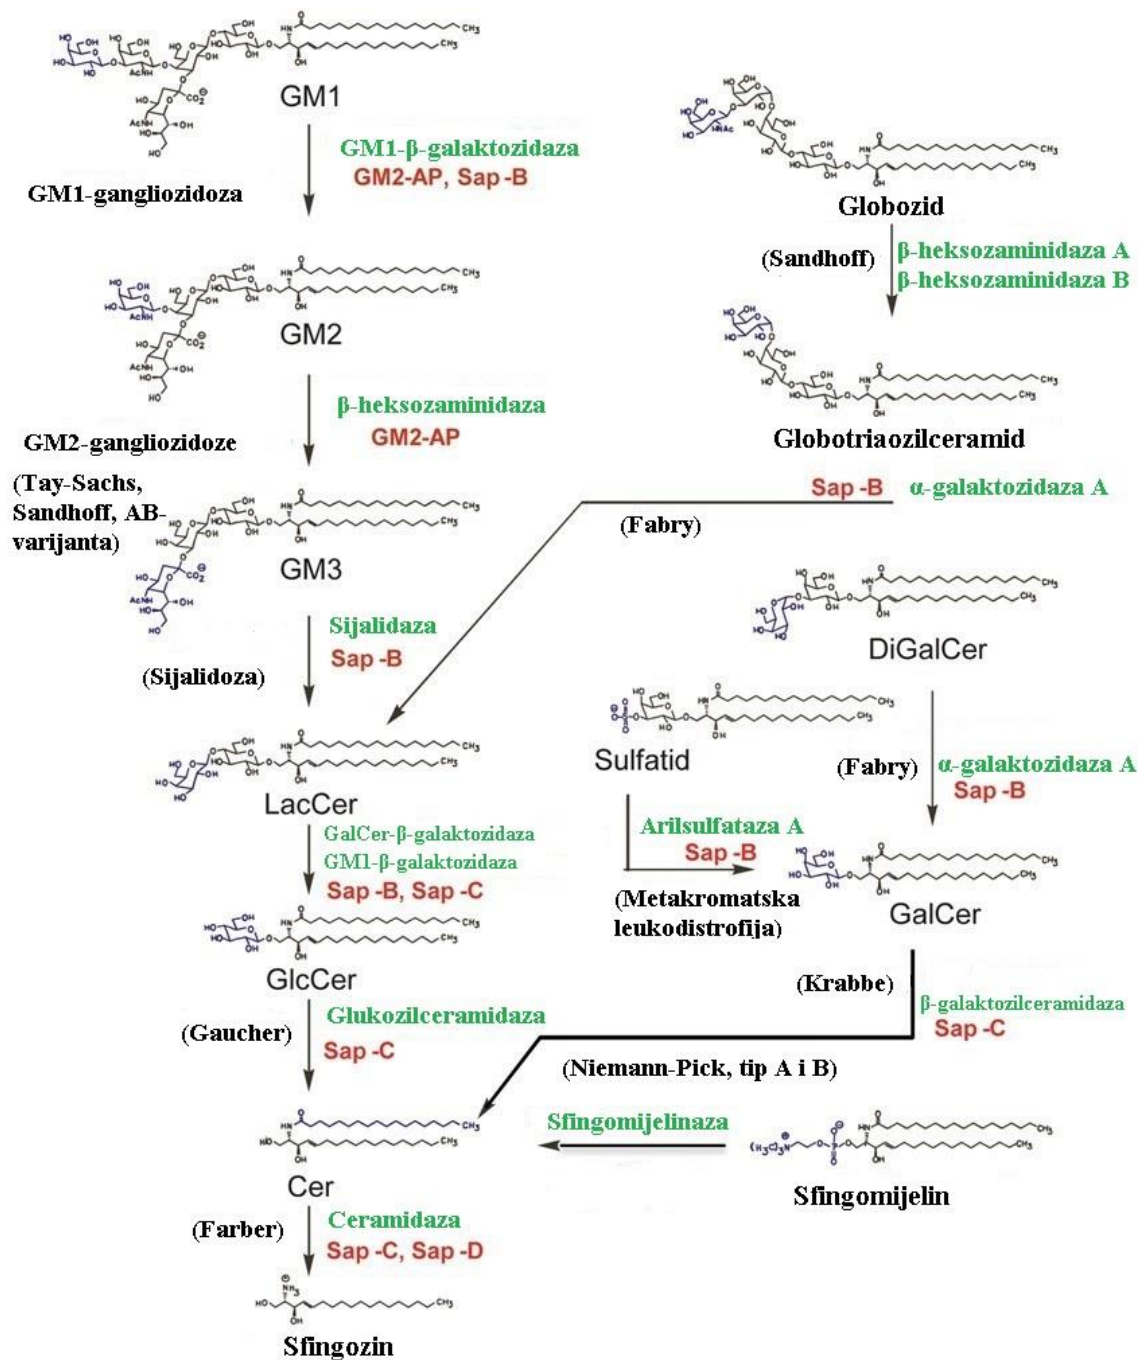 GM1
GM1-β-galaktozidaza
GM2-AP, Sap -B
GM1-gangliozidoza
GM2
β-heksozaminidaza
GM2-AP
GM2-gangliozidoze
(Tay-Sachs,
Sandhoff, AB-
varijanta)
GM3
Sijalidaza
Sap -B
(Sijalidoza)
LacCer
GalCer-β-galaktozidaza
GM1-β-galaktozidaza
Sap -B, Sap -C
GlcCer
Glukozilceramidaza
(Gaucher)
Sap -C
Cer
Ceramidaza
(Farber)
Sap -C, Sap -D
Sfingozin
Globozid
(Sandhoff)
β-heksozaminidaza A
β-heksozaminidaza B
Globotriaozilceramid
Sap -B
α-galaktozidaza A
(Fabry)
DiGalCer
Sulfatid
(Fabry)
α-galaktozidaza A
Sap -B
Arilsulfataza A
Sap -B
(Metakromatska
leukodistrofija)
GalCer
(Krabbe)
β-galaktozilceramidaza
Sap -C
(Niemann-Pick, tip A i B)
Sfingomijelinaza
Sfingomijelin